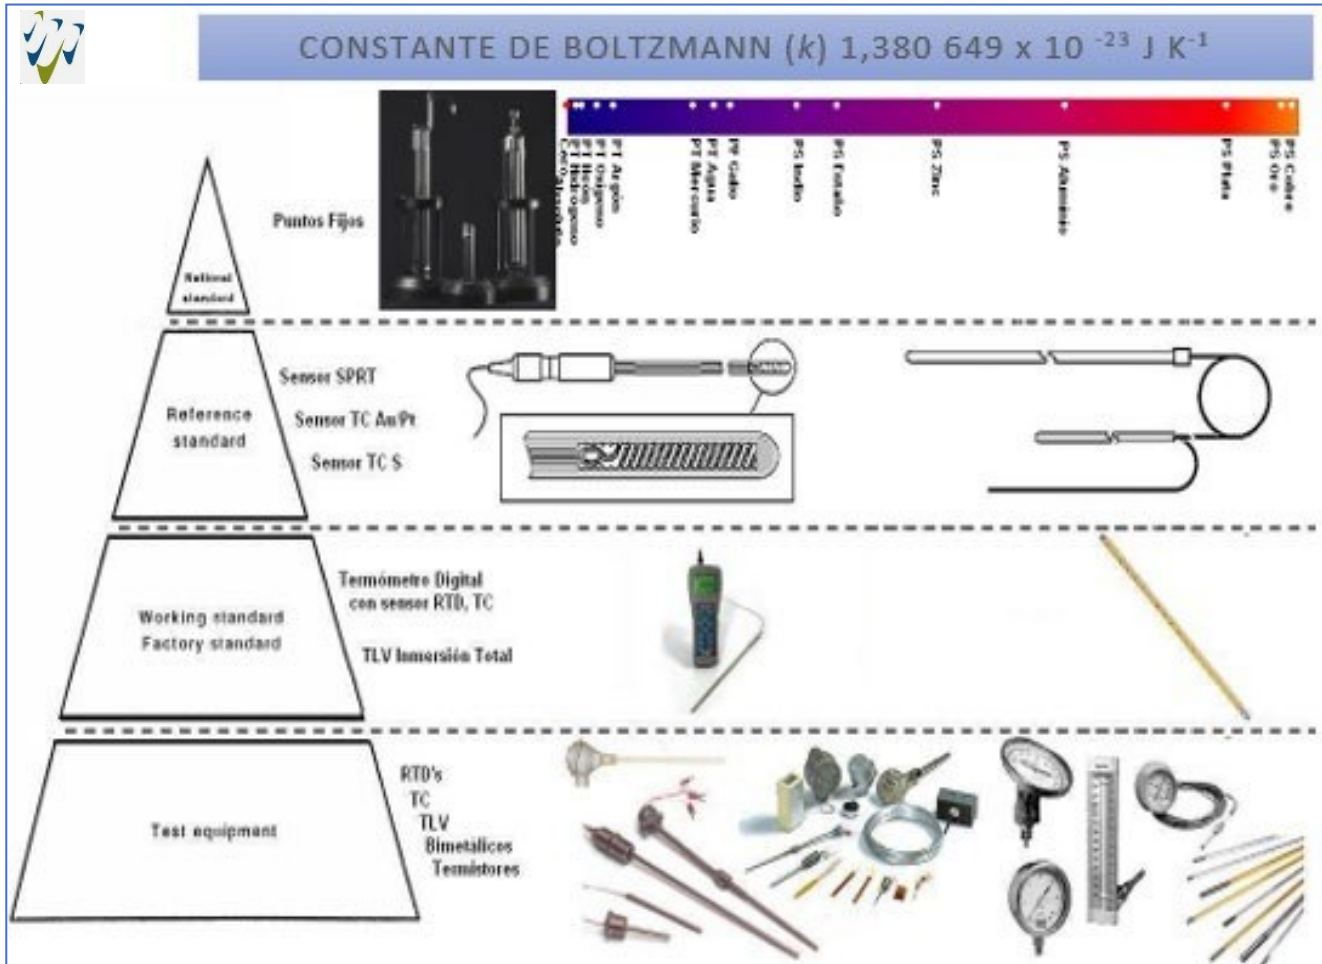 CONSTANTE DE BOLTZMANN (k) 1,380 649 x 10 -23 J K-1
Puntos Fijos
PT Hidrógeno
PT Neón
PT Oxígeno
PT Argón
PT Mercurio
PT Agua
PF Galio
PS Indio
PS Estaño
PS Zinc
PS Aluminio
PS Plata
PS Oro
PS Cobre
National
standard
Sensor SPRT
Reference
standard
Sensor TC Au/Pt
Sensor TC S
Termómetro Digital
con sensor RTD, TC
Working standard
Factory standard
TLV Inmersión Total
RTD's
TC
TLV
Test equipment
Bimetálicos
Termistores